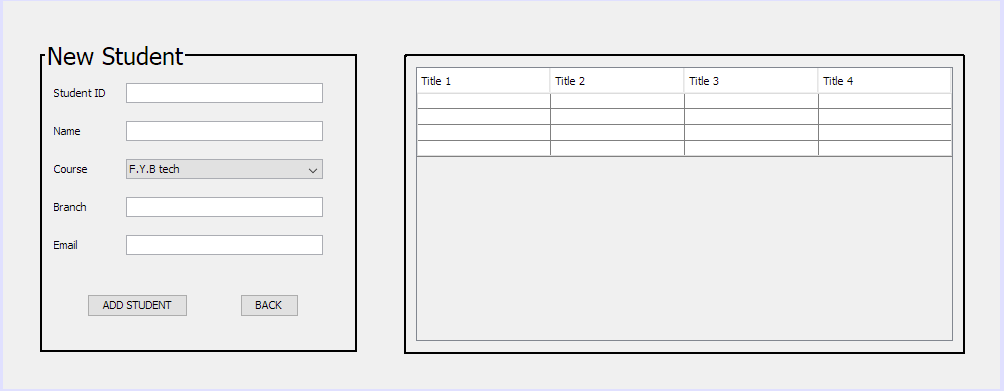 New Student
Student ID
Name
Course F.Y.B tech
Branch
Email
ADD STUDENT BACK
Title 1 Title 2 Title 3 Title 4